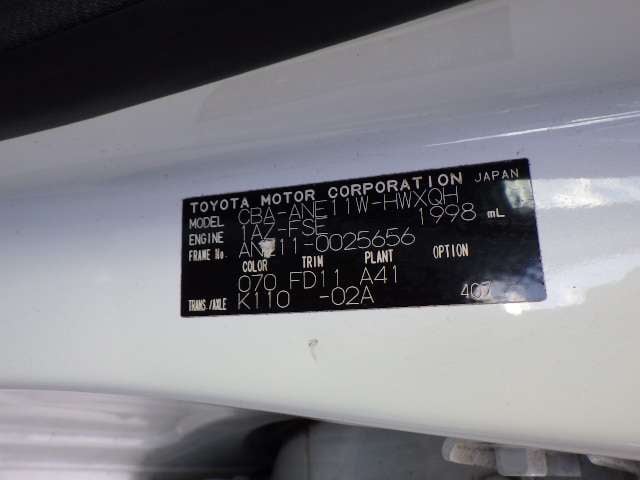 TOYOTA MOTOR CORPORATION JAPAN
MODEL CBA-ANE11W-HWXQH
ENGINE 1AZ-FSE 1998 mL
FRAME No. ANE11-0025656
COLOR TRIM PLANT OPTION
070 FD11 A41
TRANS./AXLE K110 -02A 407